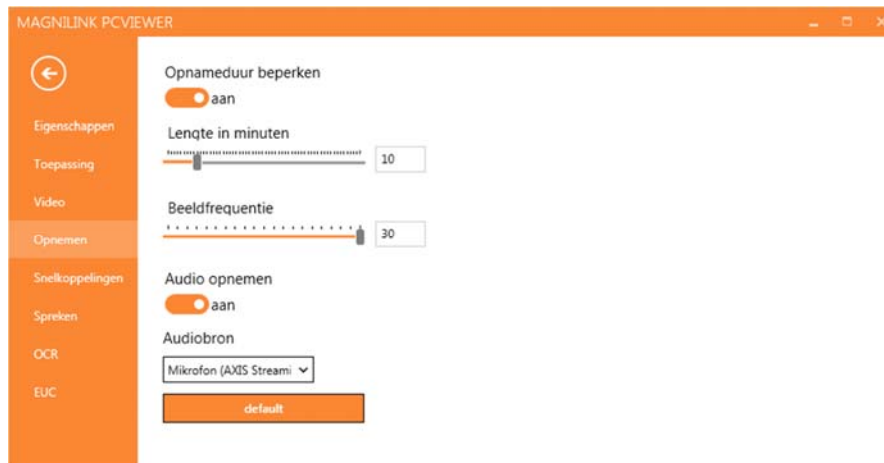 MAGNILINK PCVIEWER
Eigenschappen
Toepassing
Video
Opnemen
Snelkoppelingen
Spreken
OCR
EUC
Opnameduur beperken
aan
Lengte in minuten
10
Beeldfrequentie
30
Audio opnemen
aan
Audiobron
Mikrofon (AXIS Streami
default